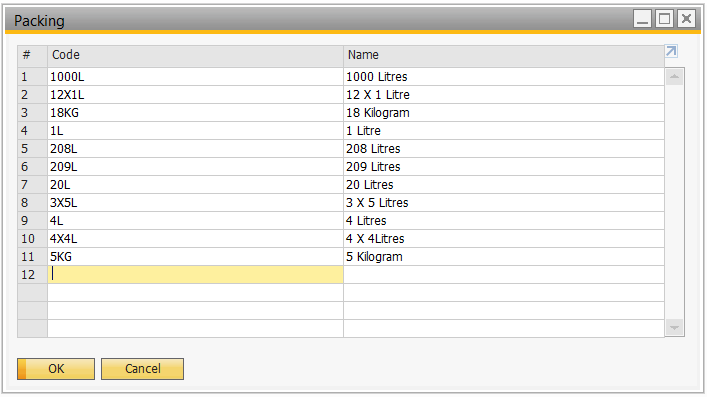 Packing
# Code Name
1 1000L 1000 Litres
2 12X1L 12 X 1 Litre
3 18KG 18 Kilogram
4 1L 1 Litre
5 208L 208 Litres
6 209L 209 Litres
7 20L 20 Litres
8 3X5L 3 X 5 Litres
9 4L 4 Litres
10 4X4L 4 X 4Litres
11 5KG 5 Kilogram
12
OK Cancel